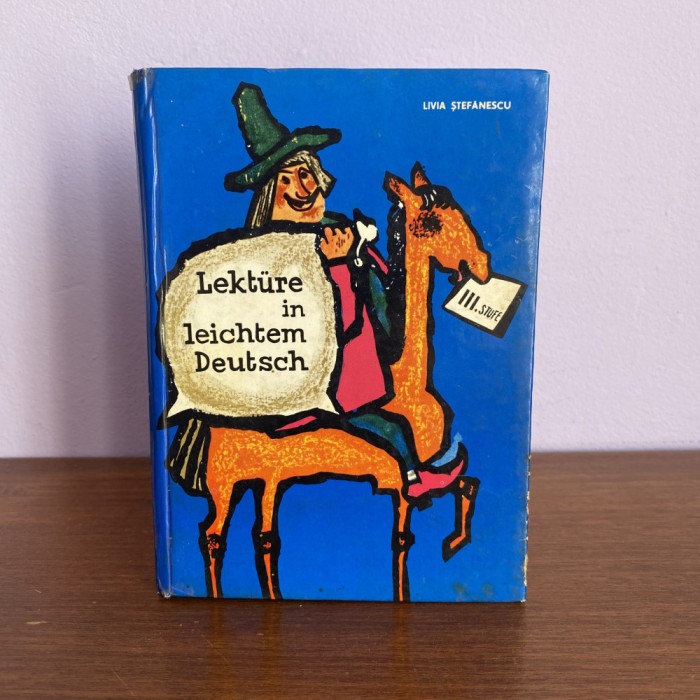 LIVIA ȘTEFĂNESCU
Lektüre
in
leichtem
Deutsch
III. STUFE